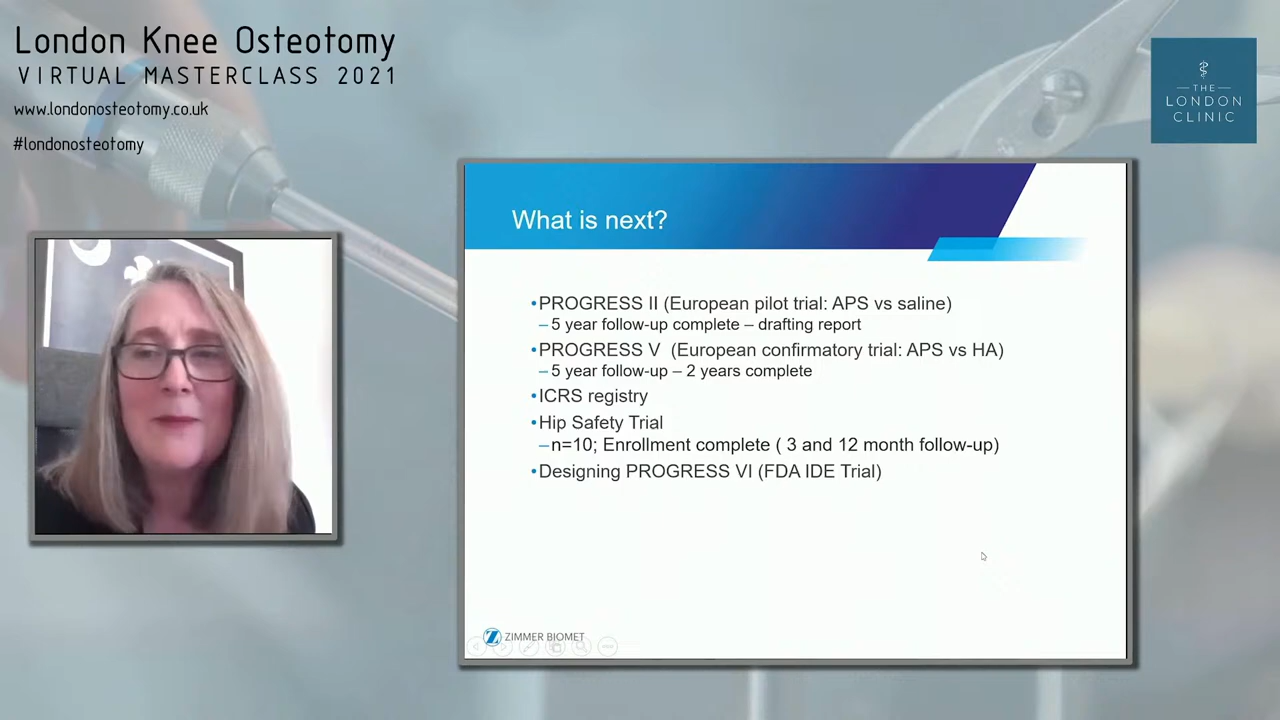 London Knee Osteotomy
VIRTUAL MASTERCLASS 2021
www.londonosteotomy.co.uk
#londonosteotomy
THE
LONDON
CLINIC
What is next?
•PROGRESS II (European pilot trial: APS vs saline)
–5 year follow-up complete – drafting report
•PROGRESS V (European confirmatory trial: APS vs HA)
–5 year follow-up – 2 years complete
•ICRS registry
•Hip Safety Trial
–n=10; Enrollment complete ( 3 and 12 month follow-up)
•Designing PROGRESS VI (FDA IDE Trial)
ZIMMER BIOMET